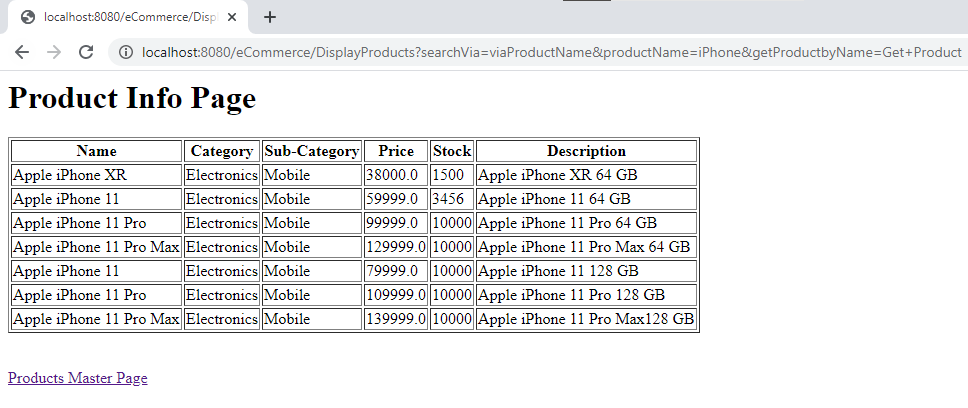 localhost:8080/eCommerce/Disp
localhost:8080/eCommerce/DisplayProducts?searchVia=viaProductName&productName=iPhone&getProductbyName=Get+Product
Product Info Page
Name Category Sub-Category Price Stock Description
Apple iPhone XR Electronics Mobile 38000.0 1500 Apple iPhone XR 64 GB
Apple iPhone 11 Electronics Mobile 59999.0 3456 Apple iPhone 11 64 GB
Apple iPhone 11 Pro Electronics Mobile 99999.0 10000 Apple iPhone 11 Pro 64 GB
Apple iPhone 11 Pro Max Electronics Mobile 129999.0 10000 Apple iPhone 11 Pro Max 64 GB
Apple iPhone 11 Electronics Mobile 79999.0 10000 Apple iPhone 11 128 GB
Apple iPhone 11 Pro Electronics Mobile 109999.0 10000 Apple iPhone 11 Pro 128 GB
Apple iPhone 11 Pro Max Electronics Mobile 139999.0 10000 Apple iPhone 11 Pro Max128 GB
Products Master Page